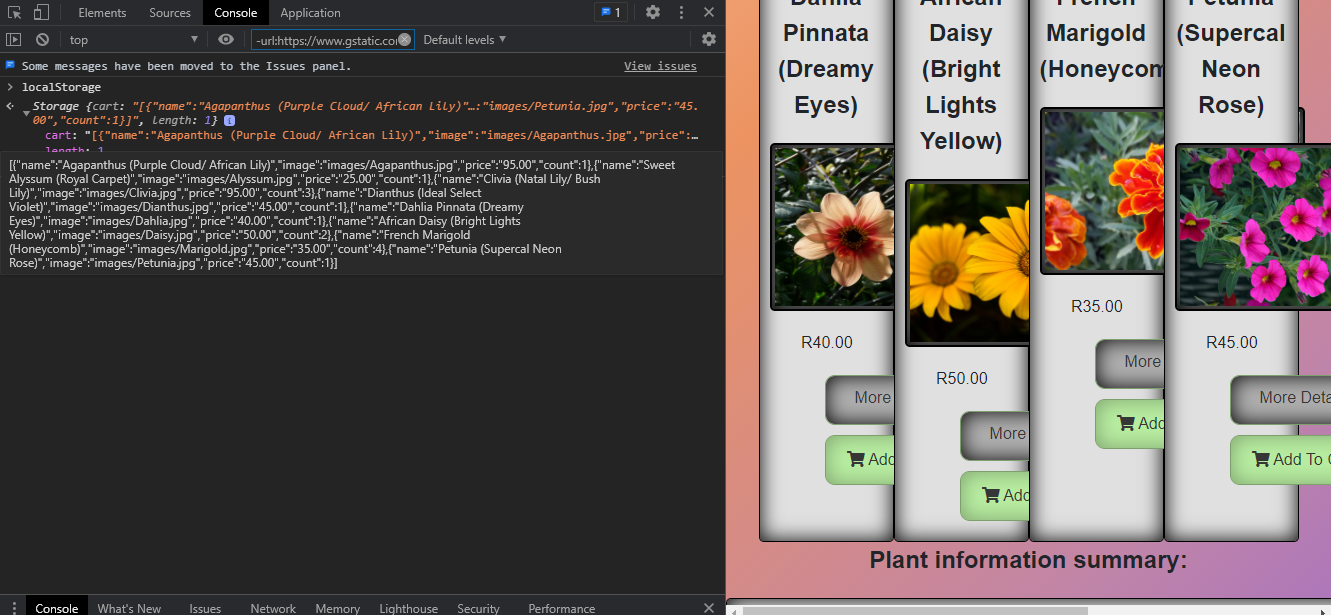 Elements Sources Console Application 1
top -url:https://www.gstatic.co Default levels
Some messages have been moved to the Issues panel. View issues
localStorage
Storage {cart: "[{"name":"Agapanthus (Purple Cloud/ African Lily)"…:"images/Petunia.jpg","price":"45.
00","count":1}]", length: 1} i
cart: "[{"name":"Agapanthus (Purple Cloud/ African Lily)","image":"images/Agapanthus.jpg","price":…
length: 1
[{"name":"Agapanthus (Purple Cloud/ African Lily)","image":"images/Agapanthus.jpg","price":"95.00","count":1},{"name":"Sweet
Alyssum (Royal Carpet)","image":"images/Alyssum.jpg","price":"25.00","count":1},{"name":"Clivia (Natal Lily/ Bush
Lily)","image":"images/Clivia.jpg","price":"95.00","count":3},{"name":"Dianthus (Ideal Select
Violet)","image":"images/Dianthus.jpg","price":"45.00","count":1},{"name":"Dahlia Pinnata (Dreamy
Eyes)","image":"images/Dahlia.jpg","price":"40.00","count":1},{"name":"African Daisy (Bright Lights
Yellow)","image":"images/Daisy.jpg","price":"50.00","count":2},{"name":"French Marigold
(Honeycomb)","image":"images/Marigold.jpg","price":"35.00","count":4},{"name":"Petunia (Supercal Neon
Rose)","image":"images/Petunia.jpg","price":"45.00","count":1}]
Console What's New Issues Network Memory Lighthouse Security Performance
Dahlia
Pinnata
(Dreamy
Eyes)
R40.00
More
Add
African
Daisy
(Bright
Lights
Yellow)
R50.00
More
Add
French
Marigold
(Honeycom
R35.00
More
Add
Petunia
(Supercal
Neon
Rose)
R45.00
More Deta
Add To C
Plant information summary: